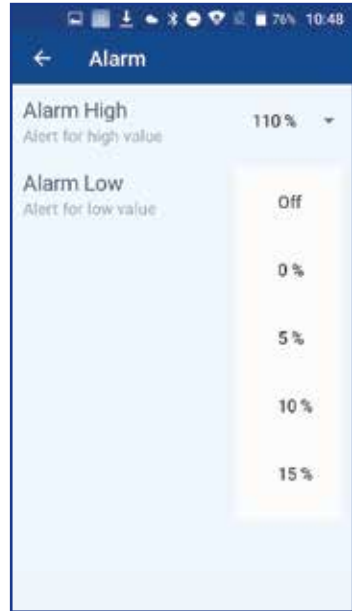 76% 10:48
Alarm
Alarm High
110 %
Alert for high value
Alarm Low
Alert for low value
Off
0 %
5 %
10 %
15 %